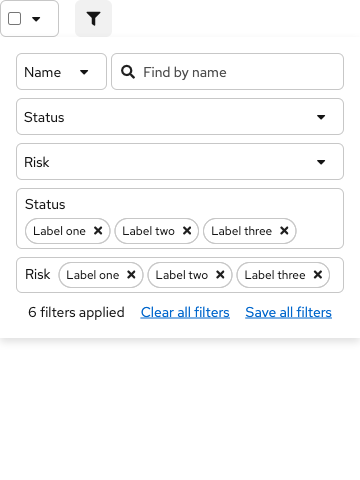 Name Find by name
Status
Risk
Status
Label one Label two Label three
Risk Label one Label two Label three
6 filters applied Clear all filters Save all filters